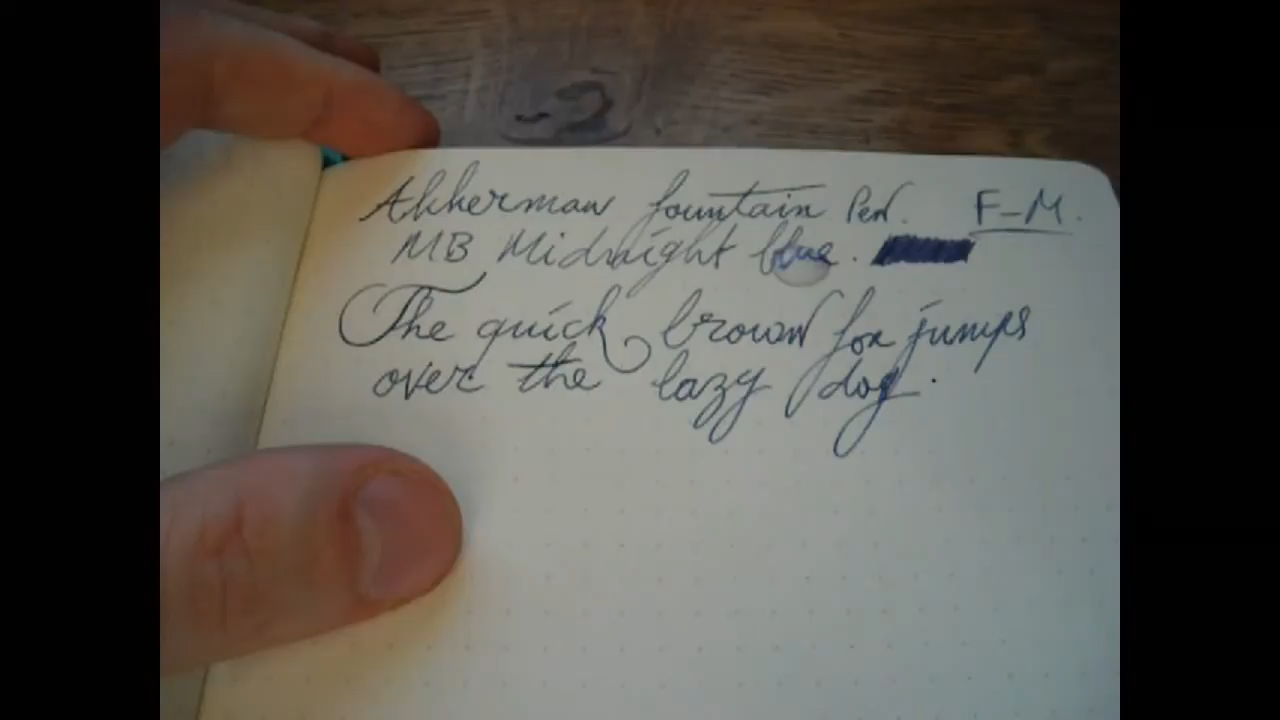 Akkerman fountain Pen. F-M.
MB Midnight blue.
The quick brown fox jumps
over the lazy dog.